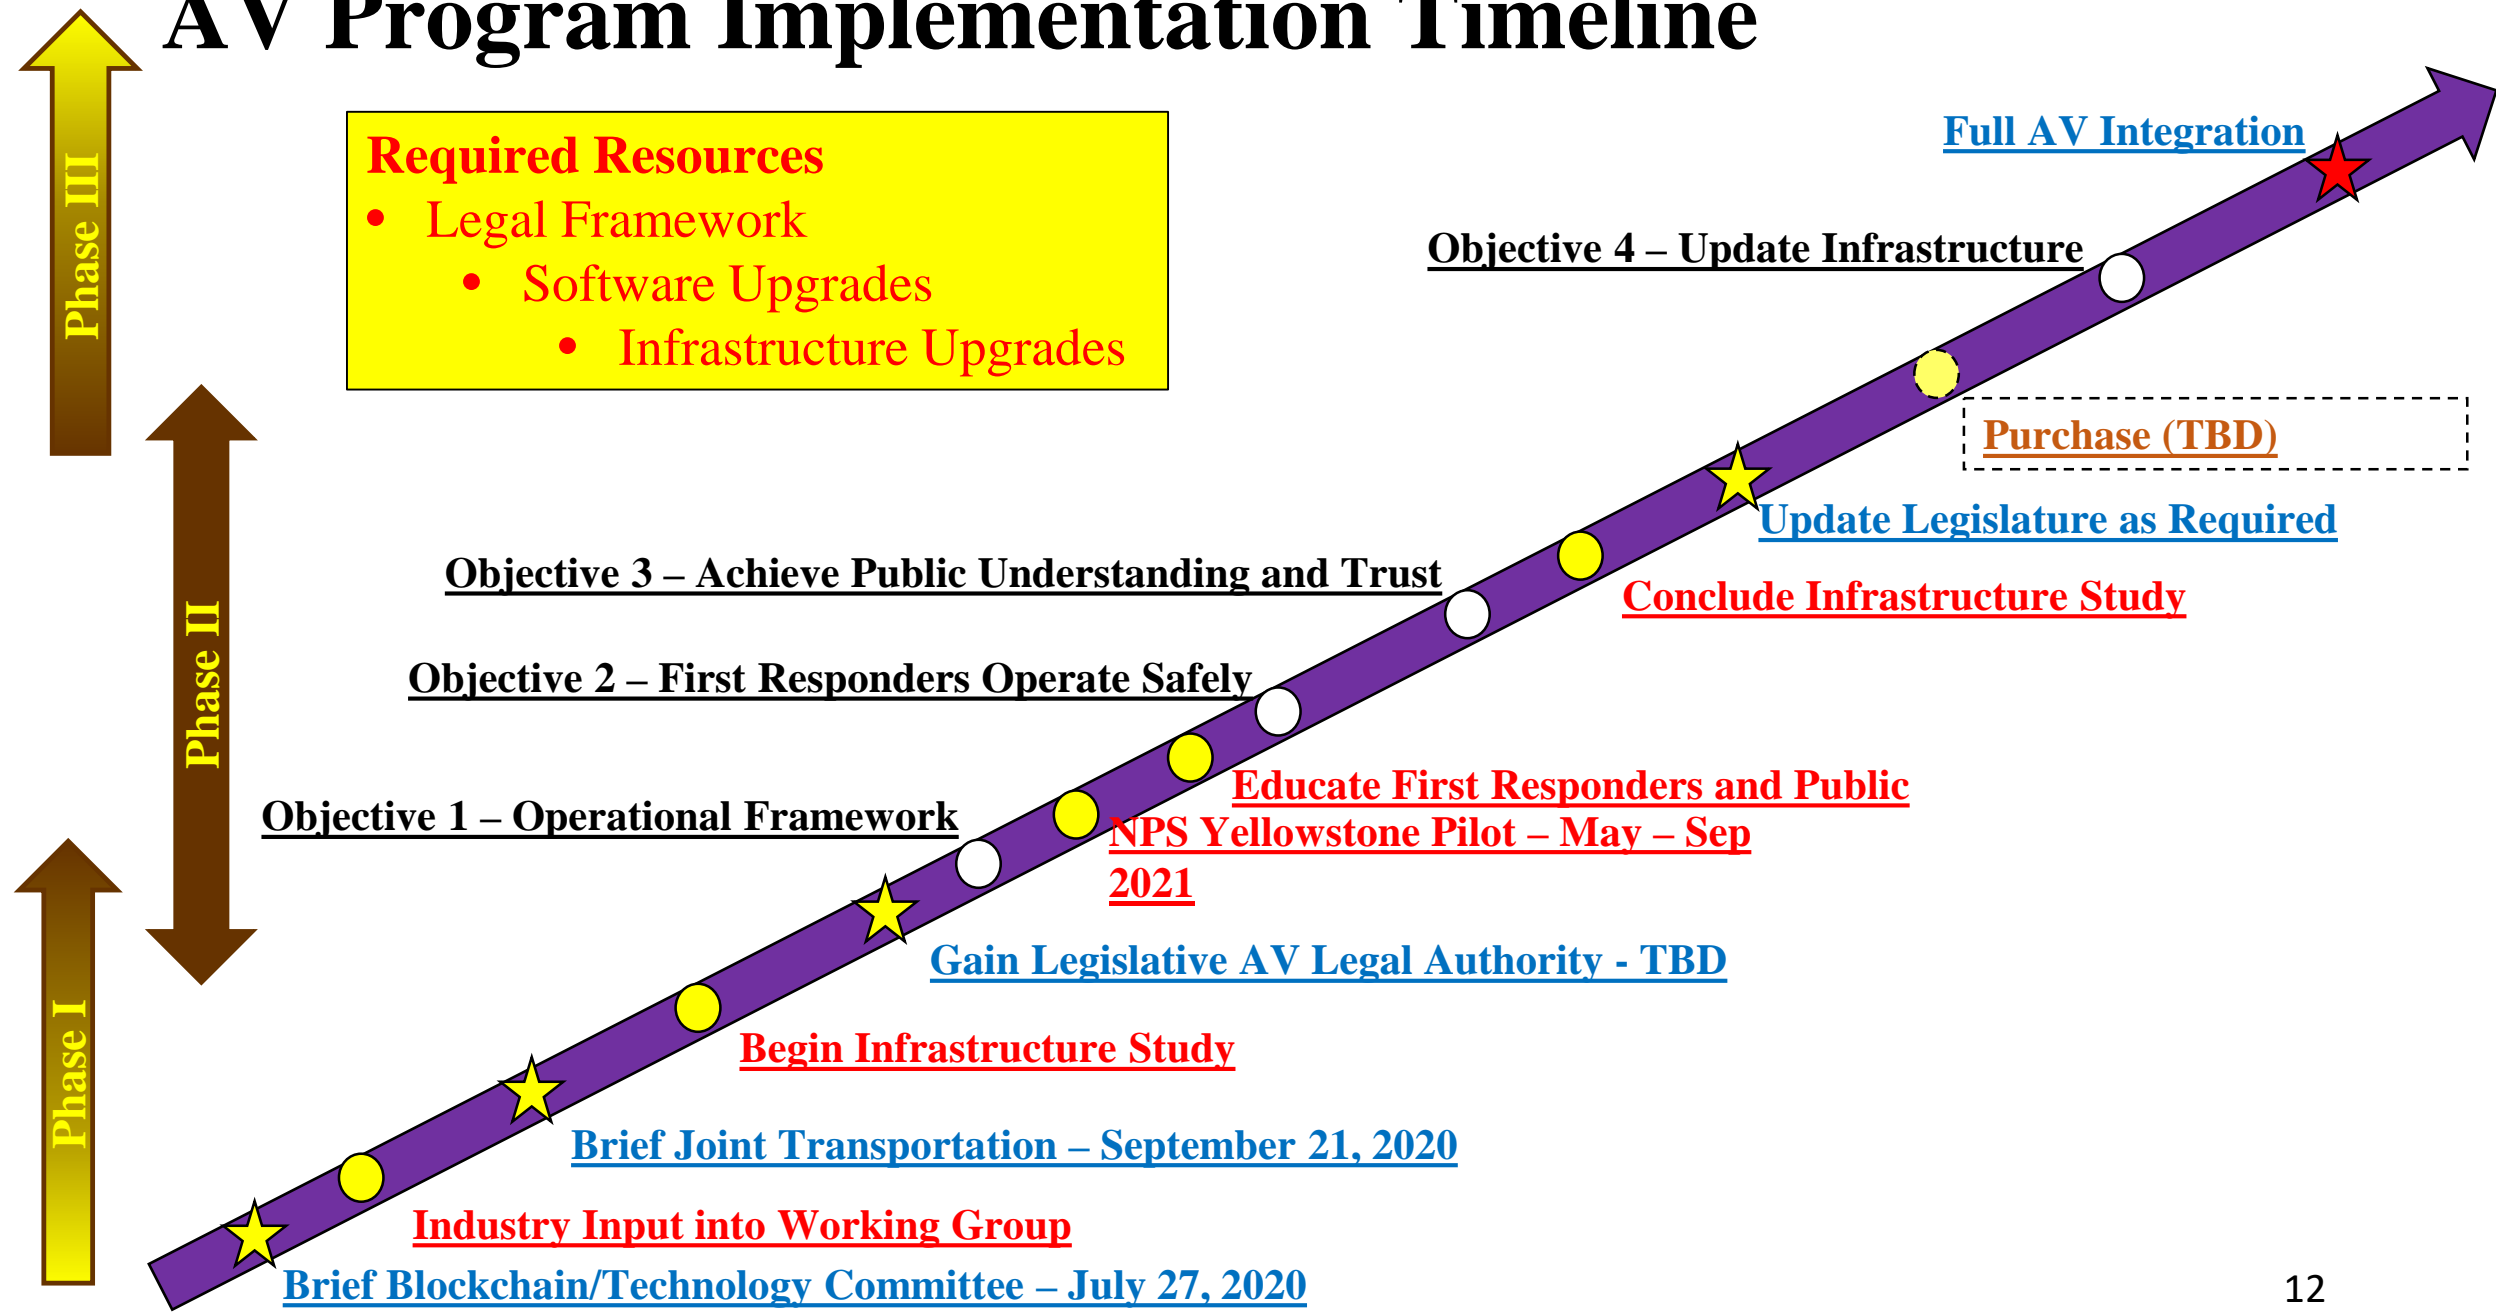 AV Program Implementation Timeline
Phase III
Required Resources
• Legal Framework
• Software Upgrades
• Infrastructure Upgrades
Full AV Integration
Objective 4 – Update Infrastructure
Purchase (TBD)
Update Legislature as Required
Phase II
Objective 3 – Achieve Public Understanding and Trust
Conclude Infrastructure Study
Objective 2 – First Responders Operate Safely
Educate First Responders and Public
Objective 1 – Operational Framework
NPS Yellowstone Pilot – May – Sep
2021
Gain Legislative AV Legal Authority - TBD
Phase I
Begin Infrastructure Study
Brief Joint Transportation – September 21, 2020
Industry Input into Working Group
Brief Blockchain/Technology Committee – July 27, 2020
12